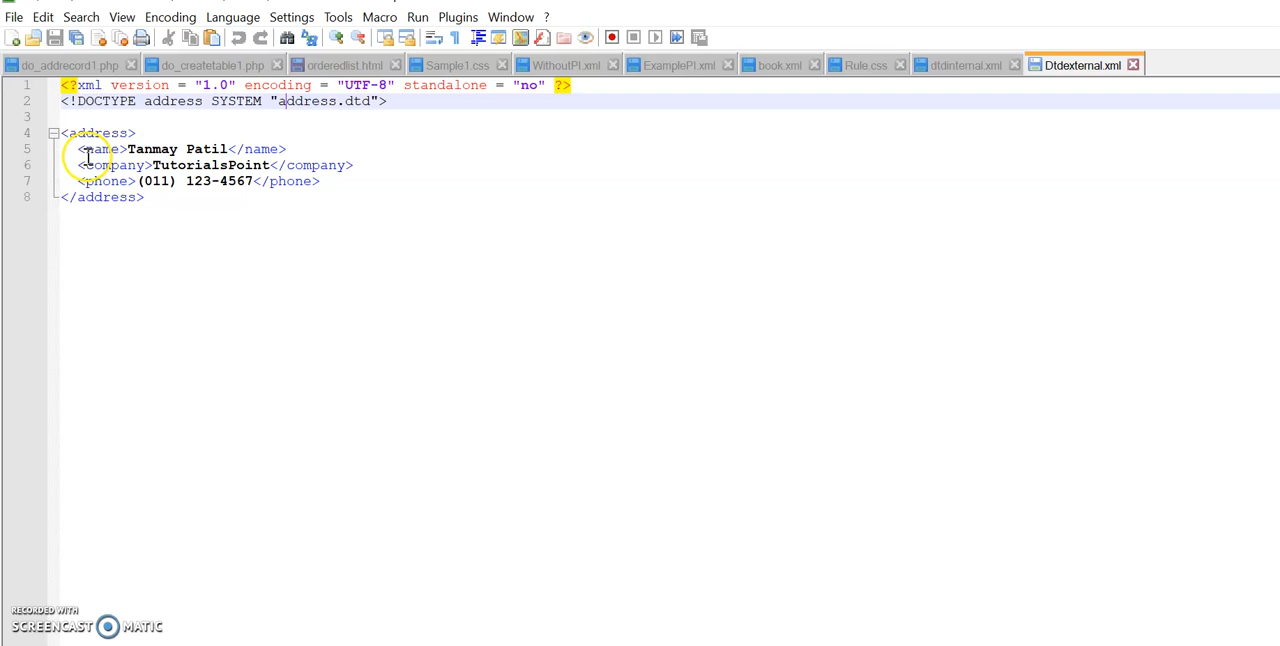 File Edit Search View Encoding Language Settings Tools Macro Run Plugins Window ?
do_addrecord1.php do_createtable1.php orderedlist.html Sample1.css WithoutPI.xml ExamplePI.xml book.xml Rule.css dtdinternal.xml Dtdexternal.xml
1 <?xml version = "1.0" encoding = "UTF-8" standalone = "no" ?>
2 <!DOCTYPE address SYSTEM "address.dtd">
3
4 <address>
5 <name>Tanmay Patil</name>
6 <company>TutorialsPoint</company>
7 <phone>(011) 123-4567</phone>
8 </address>
RECORDED WITH
SCREENCAST MATIC